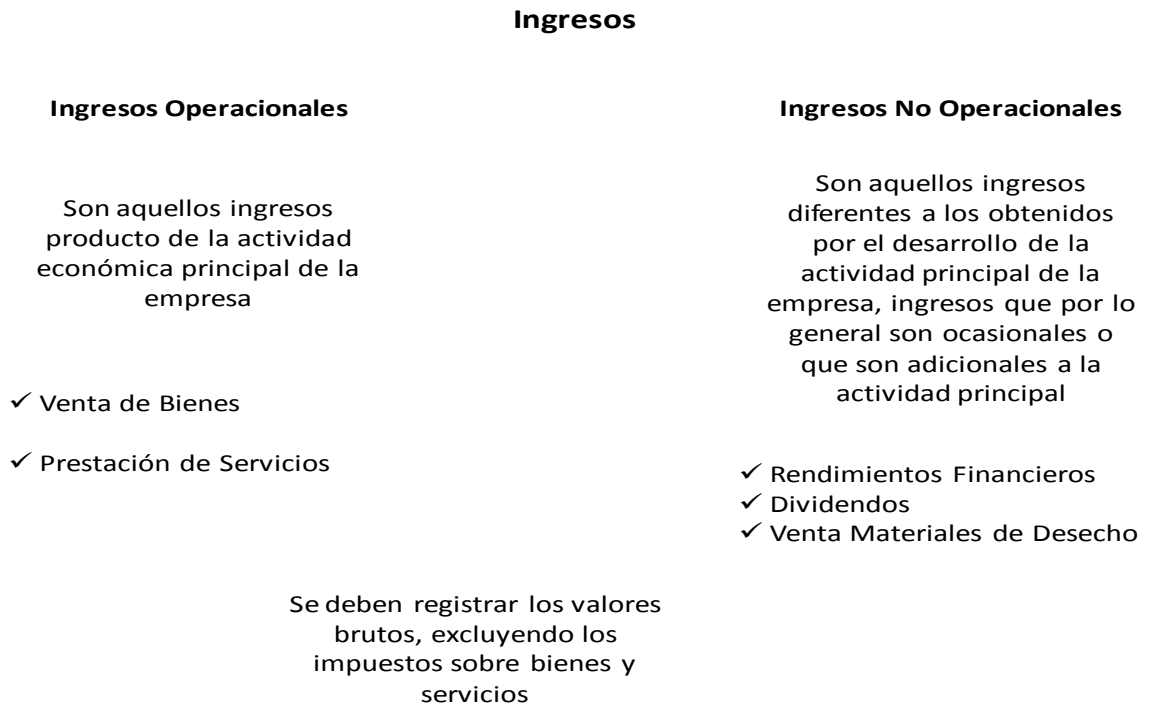 Ingresos
Ingresos Operacionales
Son aquellos ingresos
producto de la actividad
económica principal de la
empresa
✓ Venta de Bienes
✓ Prestación de Servicios
Ingresos No Operacionales
Son aquellos ingresos
diferentes a los obtenidos
por el desarrollo de la
actividad principal de la
empresa, ingresos que por lo
general son ocasionales o
que son adicionales a la
actividad principal
✓ Rendimientos Financieros
✓ Dividendos
✓ Venta Materiales de Desecho
Se deben registrar los valores
brutos, excluyendo los
impuestos sobre bienes y
servicios